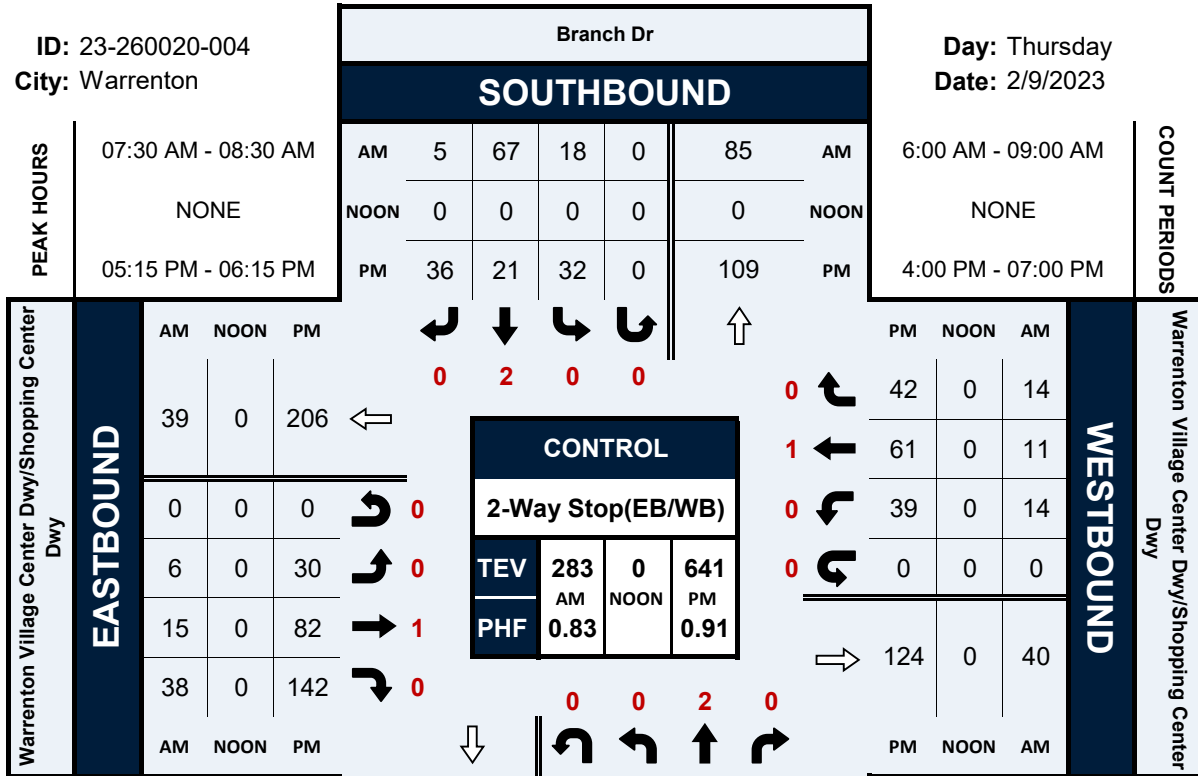 ID: 23-260020-004
City: Warrenton
Branch Dr
SOUTHBOUND
Day: Thursday
Date: 2/9/2023
PEAK HOURS
07:30 AM - 08:30 AM
NONE
05:15 PM - 06:15 PM
AM 5 67 18 0 85 AM
NOON 0 0 0 0 0 NOON
PM 36 21 32 0 109 PM
6:00 AM - 09:00 AM
NONE
4:00 PM - 07:00 PM
COUNT PERIODS
0 2 0 0
Warrenton Village Center Dwy/Shopping Center
Dwy
EASTBOUND
AM NOON PM
39 0 206
0 0 0 0
6 0 30 0
15 0 82 1
38 0 142 0
AM NOON PM
CONTROL
2-Way Stop(EB/WB)
TEV 283 0 641
AM NOON PM
PHF 0.83 0.91
PM NOON AM
0 42 0 14
1 61 0 11
0 39 0 14
0 0 0 0
124 0 40
PM NOON AM
WESTBOUND
Warrenton Village Center Dwy/Shopping Center
Dwy
0 0 2 0